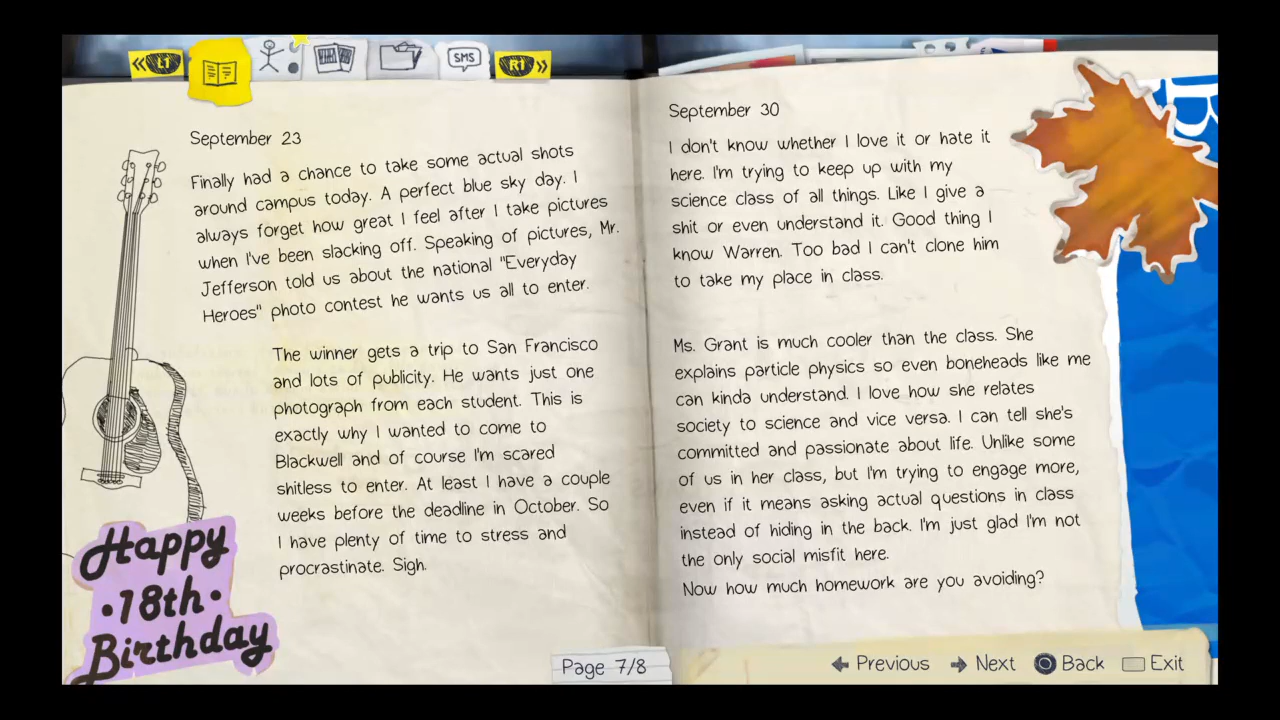 L1
SMS
R1
September 23
Finally had a chance to take some actual shots
around campus today. A perfect blue sky day. I
always forget how great I feel after I take pictures
when I've been slacking off. Speaking of pictures, Mr.
Jefferson told us about the national "Everyday
Heroes" photo contest he wants us all to enter.
The winner gets a trip to San Francisco
and lots of publicity. He wants just one
photograph from each student. This is
exactly why I wanted to come to
Blackwell and of course I'm scared
shitless to enter. At least I have a couple
weeks before the deadline in October. So
I have plenty of time to stress and
procrastinate. Sigh.
Happy
•18th•
Birthday
September 30
I don't know whether I love it or hate it
here. I'm trying to keep up with my
science class of all things. Like I give a
shit or even understand it. Good thing I
know Warren. Too bad I can't clone him
to take my place in class.
Ms. Grant is much cooler than the class. She
explains particle physics so even boneheads like me
can kinda understand. I love how she relates
society to science and vice versa. I can tell she's
committed and passionate about life. Unlike some
of us in her class, but I'm trying to engage more,
even if it means asking actual questions in class
instead of hiding in the back. I'm just glad I'm not
the only social misfit here.
Now how much homework are you avoiding?
Page 7/8
Previous
Next
Back
Exit